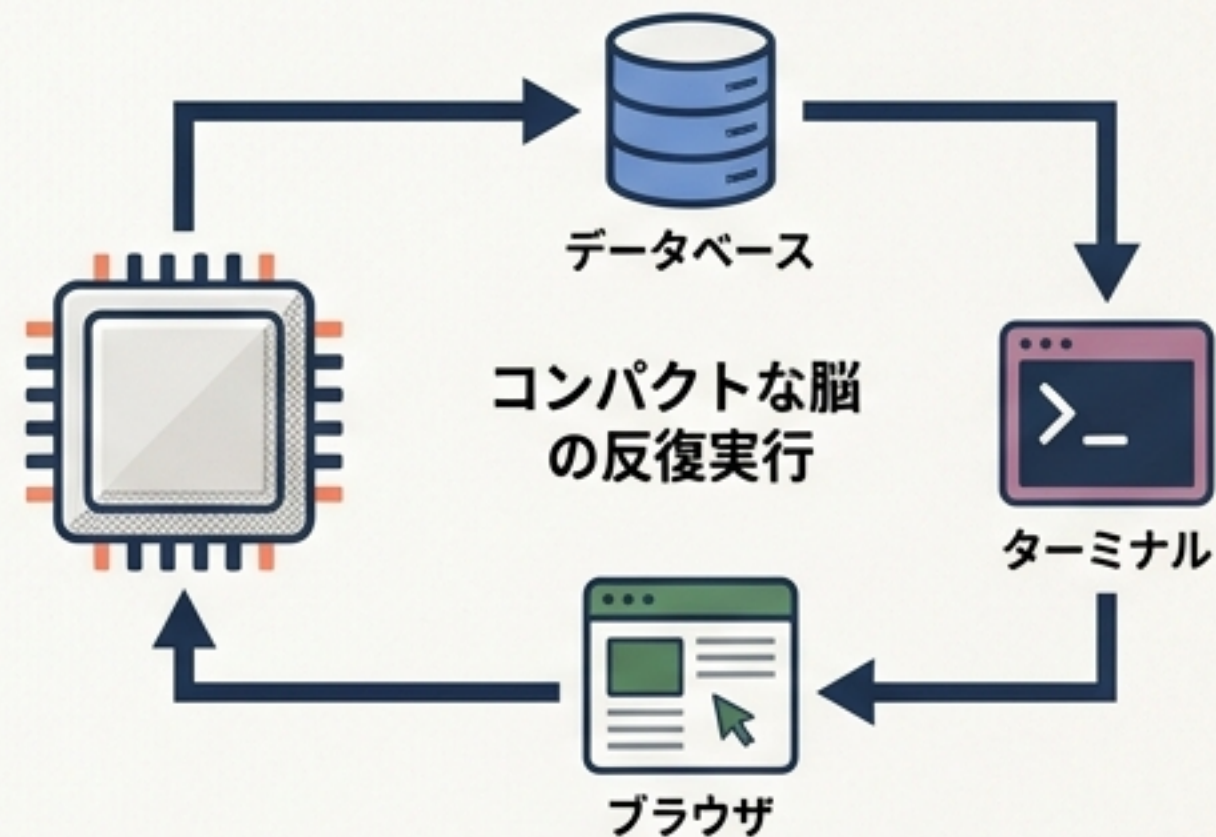 データベース
コンパクトな脳
の反復実行
ターミナル
ブラウザ